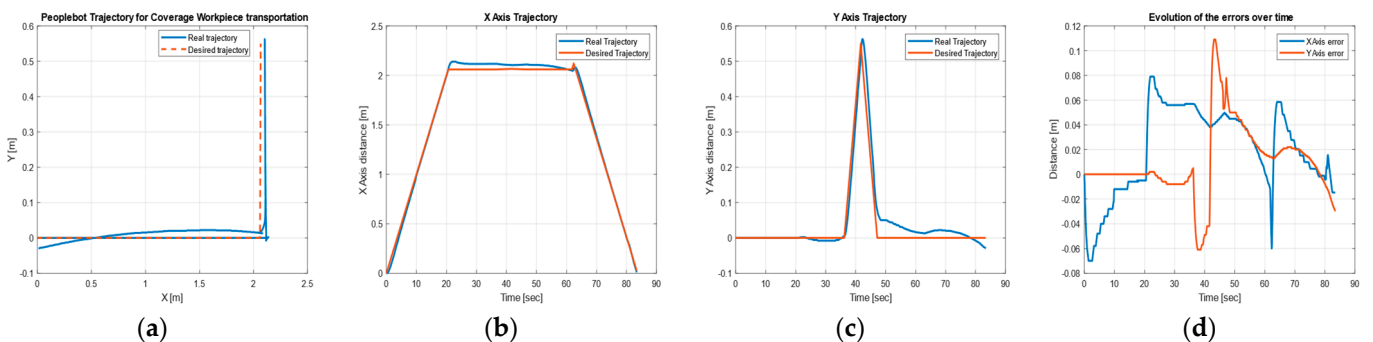 Peoplebot Trajectory for Coverage Workpiece transportation
0.6
0.5
0.4
0.3
0.2
0.1
0
-0.1
Y [m]
Real trajectory
Desired trajectory
0
0.5
1
1.5
2
2.5
X [m]
(a)
X Axis Trajectory
2.5
2
1.5
1
0.5
0
X Axis distance [m]
Real Trajectory
Desired Trajectory
0
10
20
30
40
50
60
70
80
90
Time [sec]
(b)
Y Axis Trajectory
0.6
0.5
0.4
0.3
0.2
0.1
0
-0.1
Y Axis distance [m]
Real Trajectory
Desired Trajectory
0
10
20
30
40
50
60
70
80
90
Time [sec]
(c)
Evolution of the errors over time
0.12
0.1
0.08
0.06
0.04
0.02
0
-0.02
-0.04
-0.06
-0.08
Distance [m]
X Axis error
Y Axis error
0
10
20
30
40
50
60
70
80
90
Time [sec]
(d)